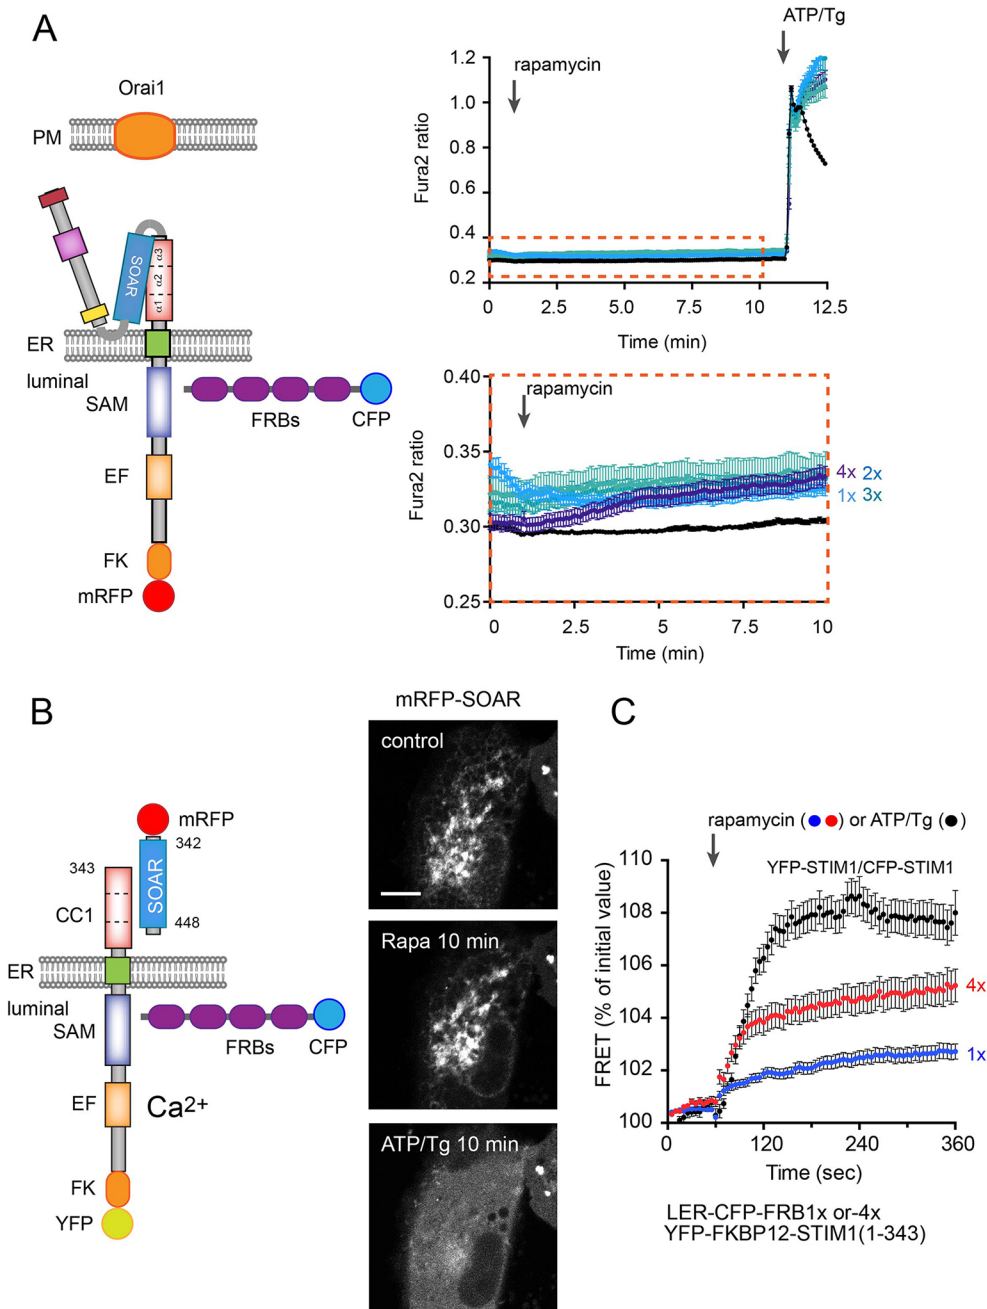 A
Orai1
PM
SOAR
α1 α2 α3
ER
luminal
SAM
FRBs
CFP
EF
FK
mRFP
ATP/Tg
rapamycin
Fura2 ratio
1.2
1.0
0.8
0.6
0.4
0.2
0 2.5 5.0 7.5 10 12.5
Time (min)
rapamycin
Fura2 ratio
0.40
0.35
0.30
0.25
4x 2x
1x 3x
0 2.5 5 7.5 10
Time (min)
B
mRFP
342
343
SOAR
CC1
448
ER
luminal
SAM
FRBs
CFP
EF
Ca2+
FK
YFP
mRFP-SOAR
control
Rapa 10 min
ATP/Tg 10 min
C
rapamycin ( ) or ATP/Tg ( )
YFP-STIM1/CFP-STIM1
FRET (% of initial value)
110
108
106
104
102
100
4x
1x
0 120 240 360
Time (sec)
LER-CFP-FRB1x or-4x
YFP-FKBP12-STIM1(1-343)